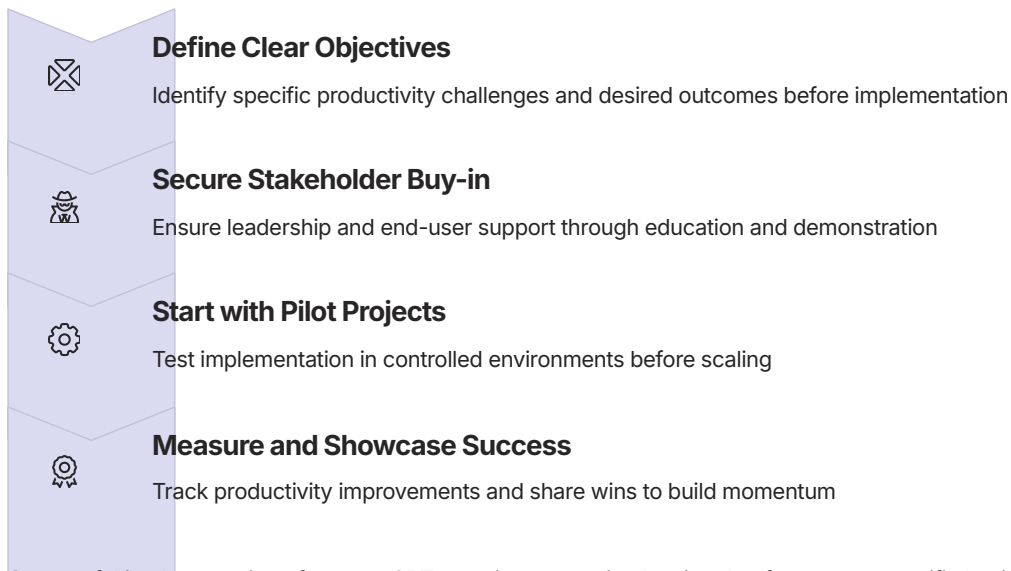 Define Clear Objectives
Identify specific productivity challenges and desired outcomes before implementation
Secure Stakeholder Buy-in
Ensure leadership and end-user support through education and demonstration
Start with Pilot Projects
Test implementation in controlled environments before scaling
Measure and Showcase Success
Track productivity improvements and share wins to build momentum